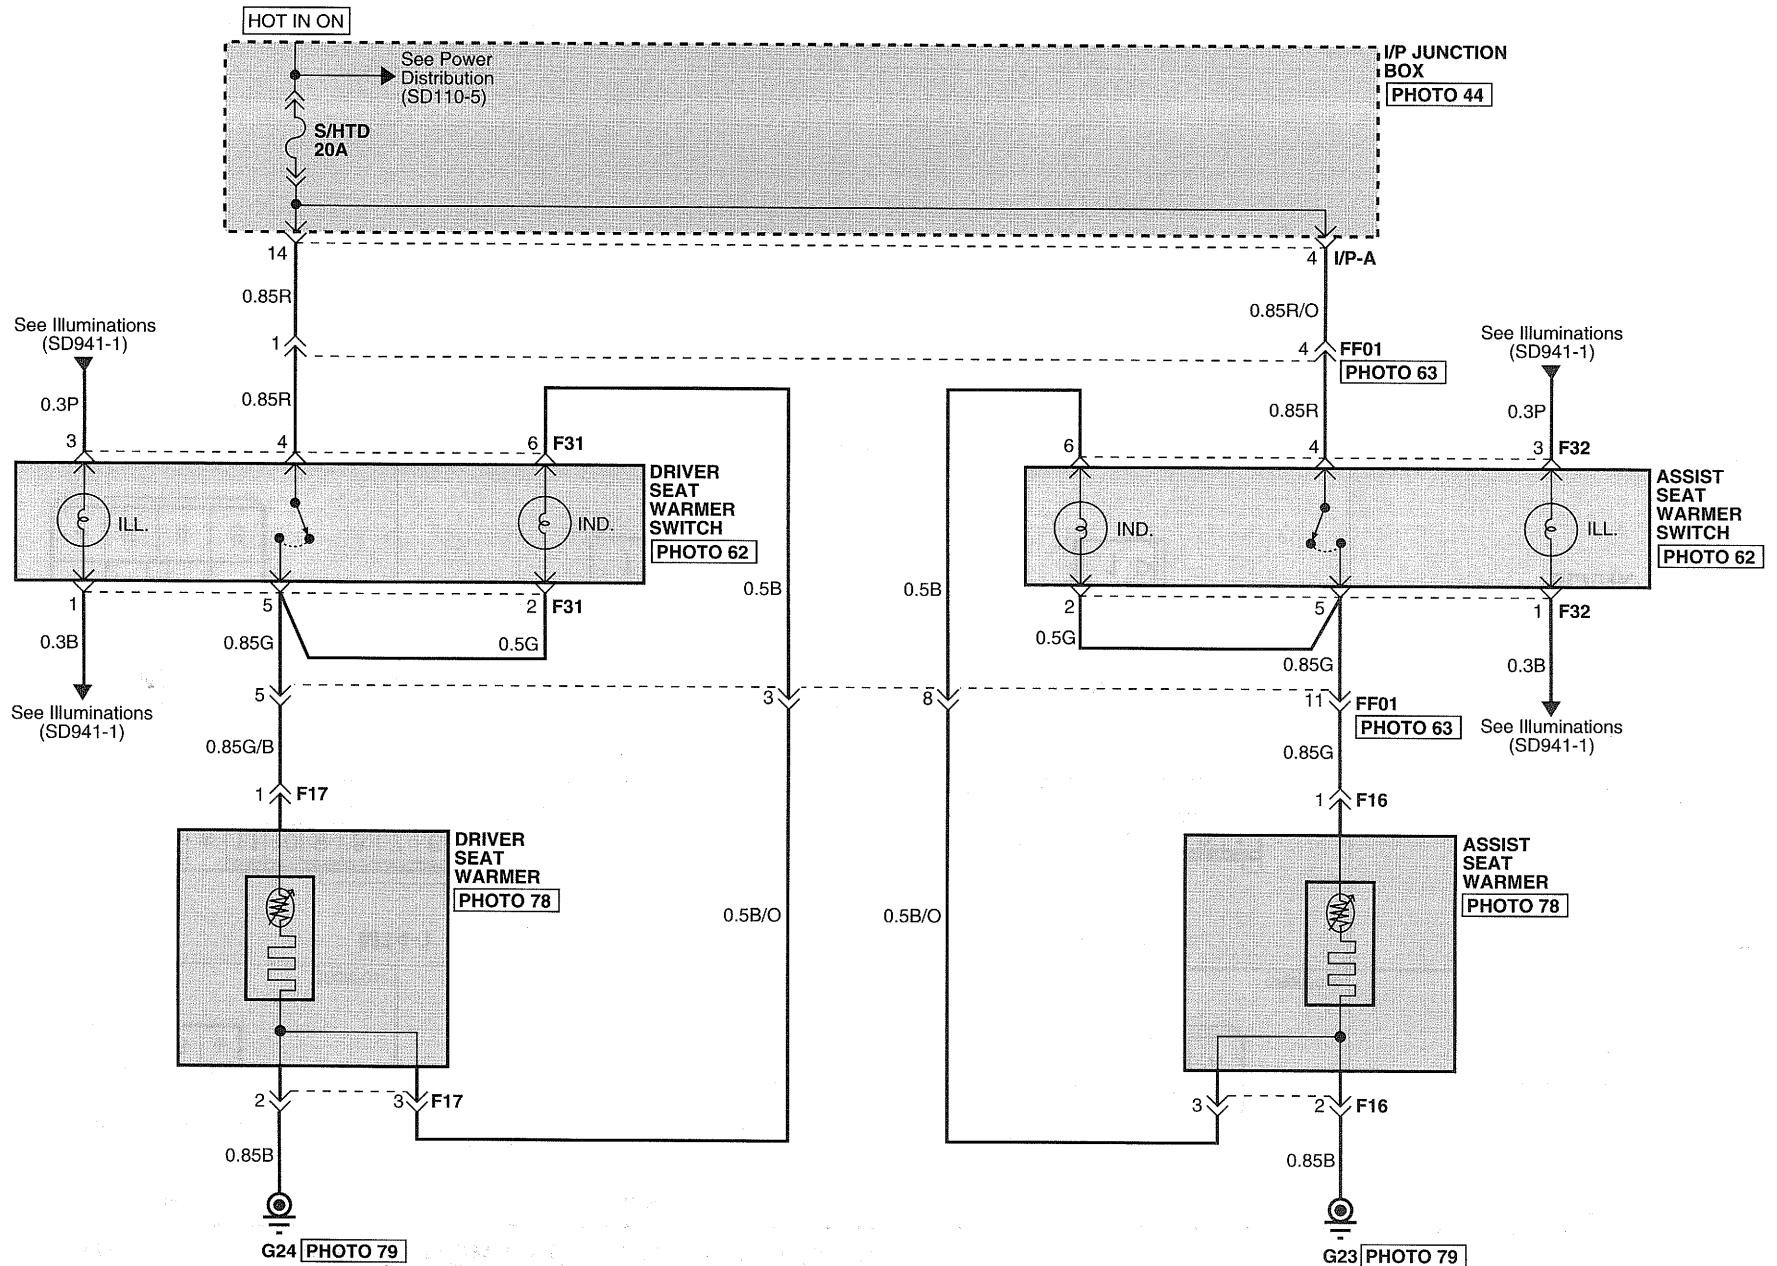 HOT IN ON
See Power
Distribution
(SD110-5)
S/HTD
20A
I/P JUNCTION
BOX
PHOTO 44
14
4
I/P-A
0.85R
0.85R/O
See Illuminations
(SD941-1)
See Illuminations
(SD941-1)
1
4
FF01
PHOTO 63
0.3P
0.85R
0.85R
0.3P
3
4
6
F31
6
4
3
F32
DRIVER
SEAT
WARMER
SWITCH
PHOTO 62
ILL.
IND.
IND.
ILL.
ASSIST
SEAT
WARMER
SWITCH
PHOTO 62
1
5
2
F31
0.5B
0.5B
2
5
1
F32
0.3B
0.85G
0.5G
0.5G
0.85G
0.3B
5
3
8
11
FF01
PHOTO 63
See Illuminations
(SD941-1)
See Illuminations
(SD941-1)
0.85G/B
0.85G
1
F17
1
F16
DRIVER
SEAT
WARMER
PHOTO 78
ASSIST
SEAT
WARMER
PHOTO 78
0.5B/O
0.5B/O
2
3
F17
3
2
F16
0.85B
0.85B
G24
PHOTO 79
G23
PHOTO 79